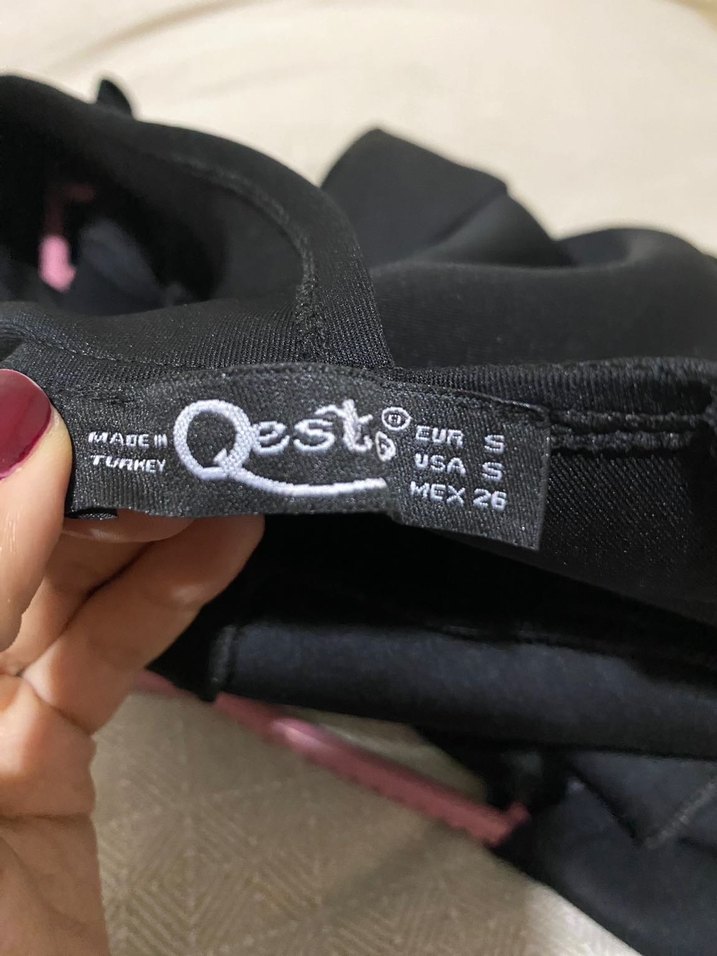 MADE IN
TURKEY
Qest
®
EUR S
USA S
MEX 26